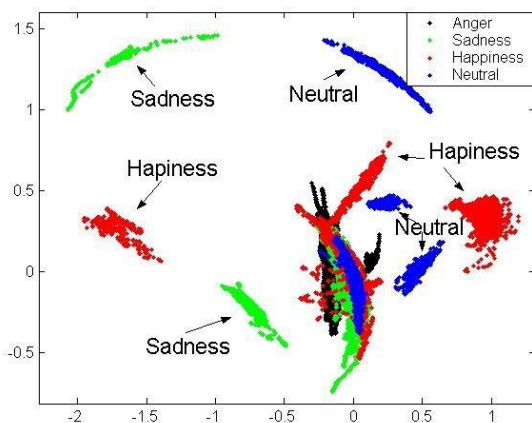 1.5
1
0.5
0
-0.5
-2
-1.5
-1
-0.5
0
0.5
1
Anger
Sadness
Happiness
Neutral
Sadness
Neutral
Hapiness
Hapiness
Neutral
Sadness